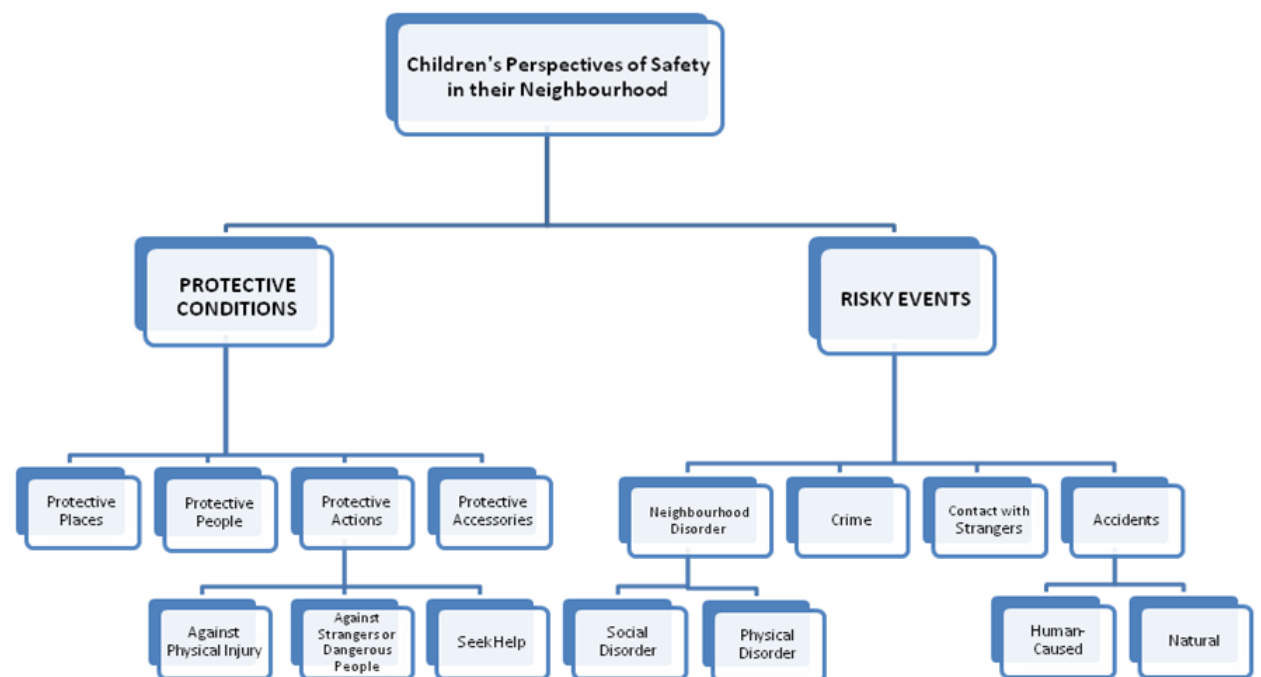 Children's Perspectives of Safety
in their Neighbourhood
PROTECTIVE
CONDITIONS
RISKY EVENTS
Protective
Places
Protective
People
Protective
Actions
Protective
Accessories
Neighbourhood
Disorder
Crime
Contact with
Strangers
Accidents
Against
Physical Injury
Against
Strangers or
Dangerous
People
Seek Help
Social
Disorder
Physical
Disorder
Human-
Caused
Natural